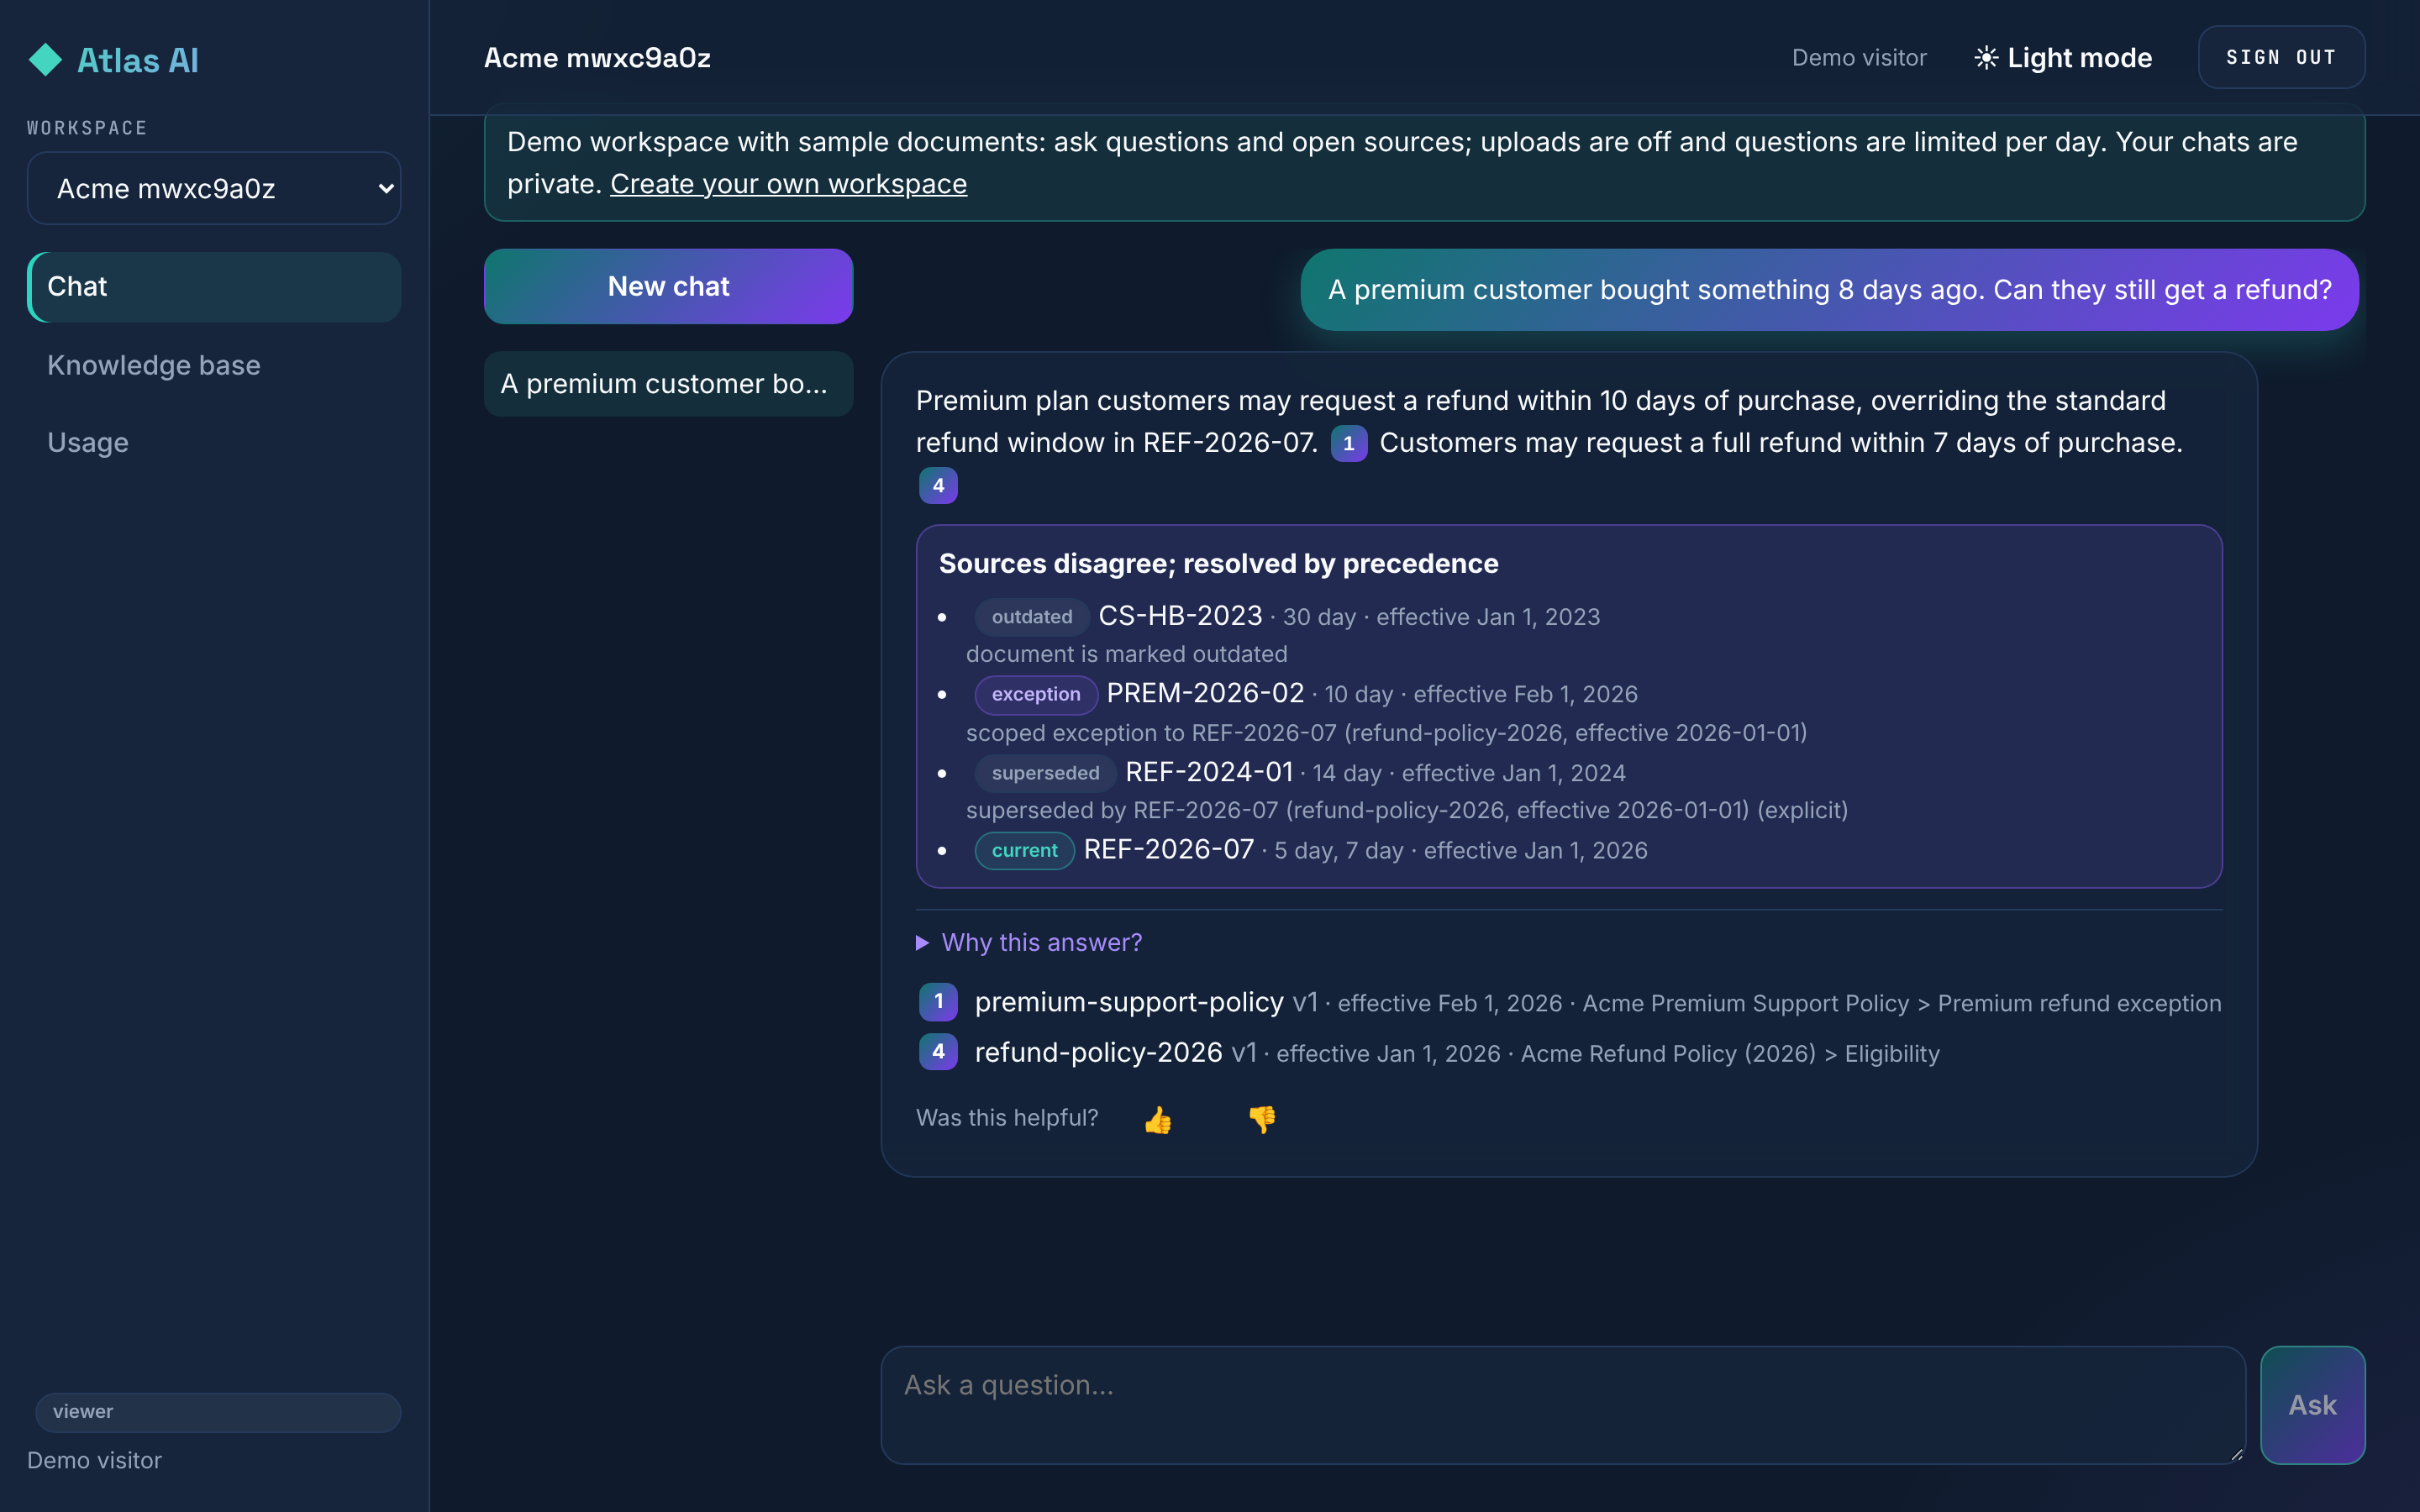 Atlas AI
WORKSPACE
Acme mwxc9a0z
Chat
Knowledge base
Usage
viewer
Demo visitor
Acme mwxc9a0z
Demo visitor
Light mode
SIGN OUT
Demo workspace with sample documents: ask questions and open sources; uploads are off and questions are limited per day. Your chats are
private. Create your own workspace
New chat
A premium customer bo...
A premium customer bought something 8 days ago. Can they still get a refund?
Premium plan customers may request a refund within 10 days of purchase, overriding the standard
refund window in REF-2026-07. 1 Customers may request a full refund within 7 days of purchase.
4
Sources disagree; resolved by precedence
• outdated CS-HB-2023 · 30 day · effective Jan 1, 2023
document is marked outdated
• exception PREM-2026-02 · 10 day · effective Feb 1, 2026
scoped exception to REF-2026-07 (refund-policy-2026, effective 2026-01-01)
• superseded REF-2024-01 · 14 day · effective Jan 1, 2024
superseded by REF-2026-07 (refund-policy-2026, effective 2026-01-01) (explicit)
• current REF-2026-07 · 5 day, 7 day · effective Jan 1, 2026
Why this answer?
1 premium-support-policy v1 · effective Feb 1, 2026 · Acme Premium Support Policy > Premium refund exception
4 refund-policy-2026 v1 · effective Jan 1, 2026 · Acme Refund Policy (2026) > Eligibility
Was this helpful? 👍 👎
Ask a question...
Ask